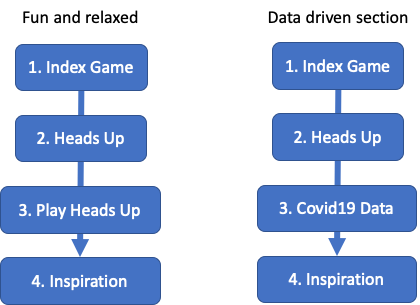 Fun and relaxed
1. Index Game
2. Heads Up
3. Play Heads Up
4. Inspiration
Data driven section
1. Index Game
2. Heads Up
3. Covid19 Data
4. Inspiration